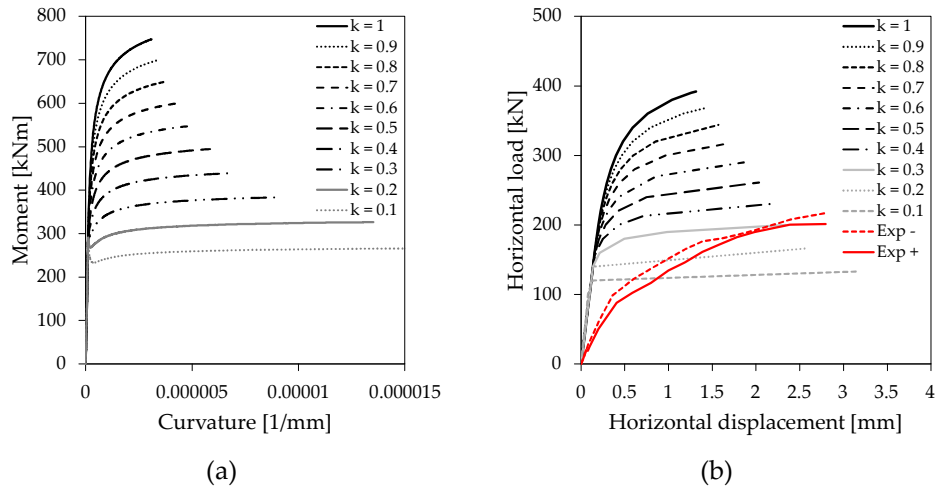 800
700
600
500
400
300
200
100
0
Moment [kNm]
0
0.000005
0.00001
0.000015
Curvature [1/mm]
k = 1
k = 0.9
k = 0.8
k = 0.7
k = 0.6
k = 0.5
k = 0.4
k = 0.3
k = 0.2
k = 0.1
(a)
500
400
300
200
100
0
Horizontal load [kN]
0
0.5
1
1.5
2
2.5
3
3.5
4
Horizontal displacement [mm]
k = 1
k = 0.9
k = 0.8
k = 0.7
k = 0.6
k = 0.5
k = 0.4
k = 0.3
k = 0.2
k = 0.1
Exp -
Exp +
(b)